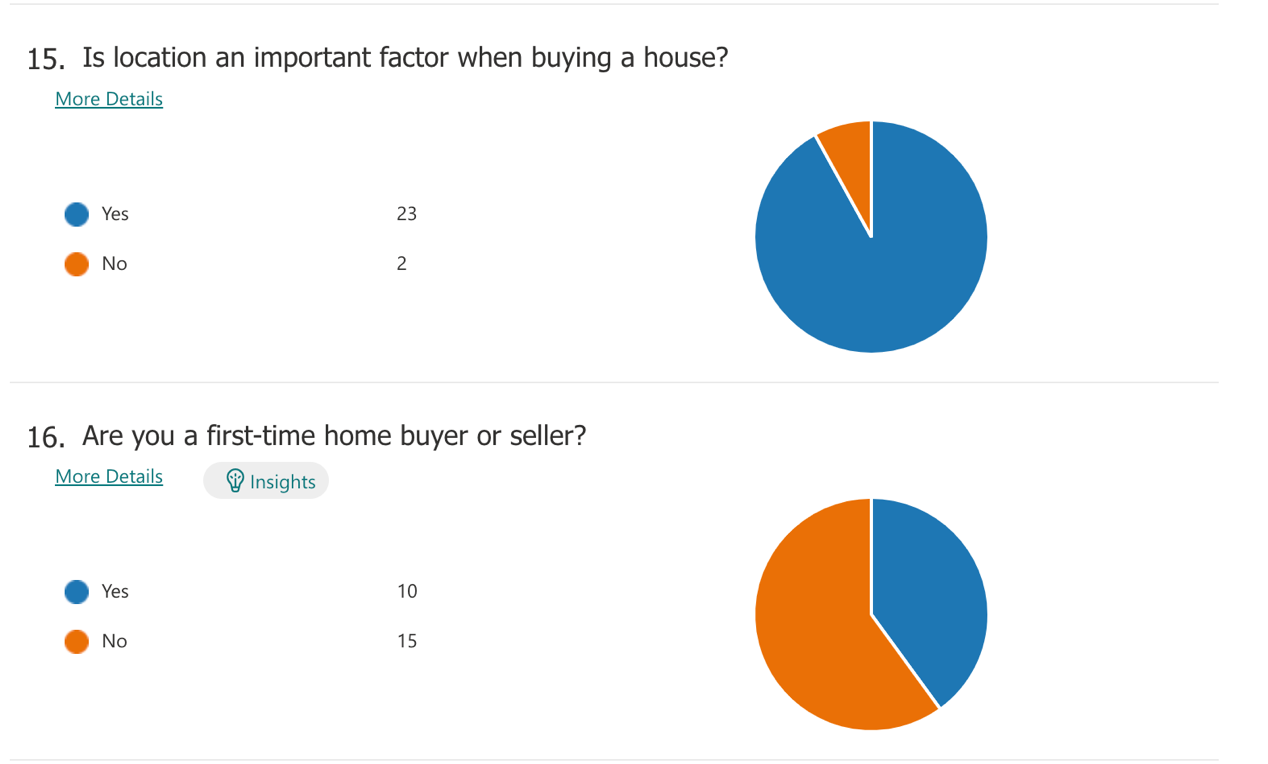 15. Is location an important factor when buying a house?
More Details
Yes 23
No 2
16. Are you a first-time home buyer or seller?
More Details Insights
Yes 10
No 15